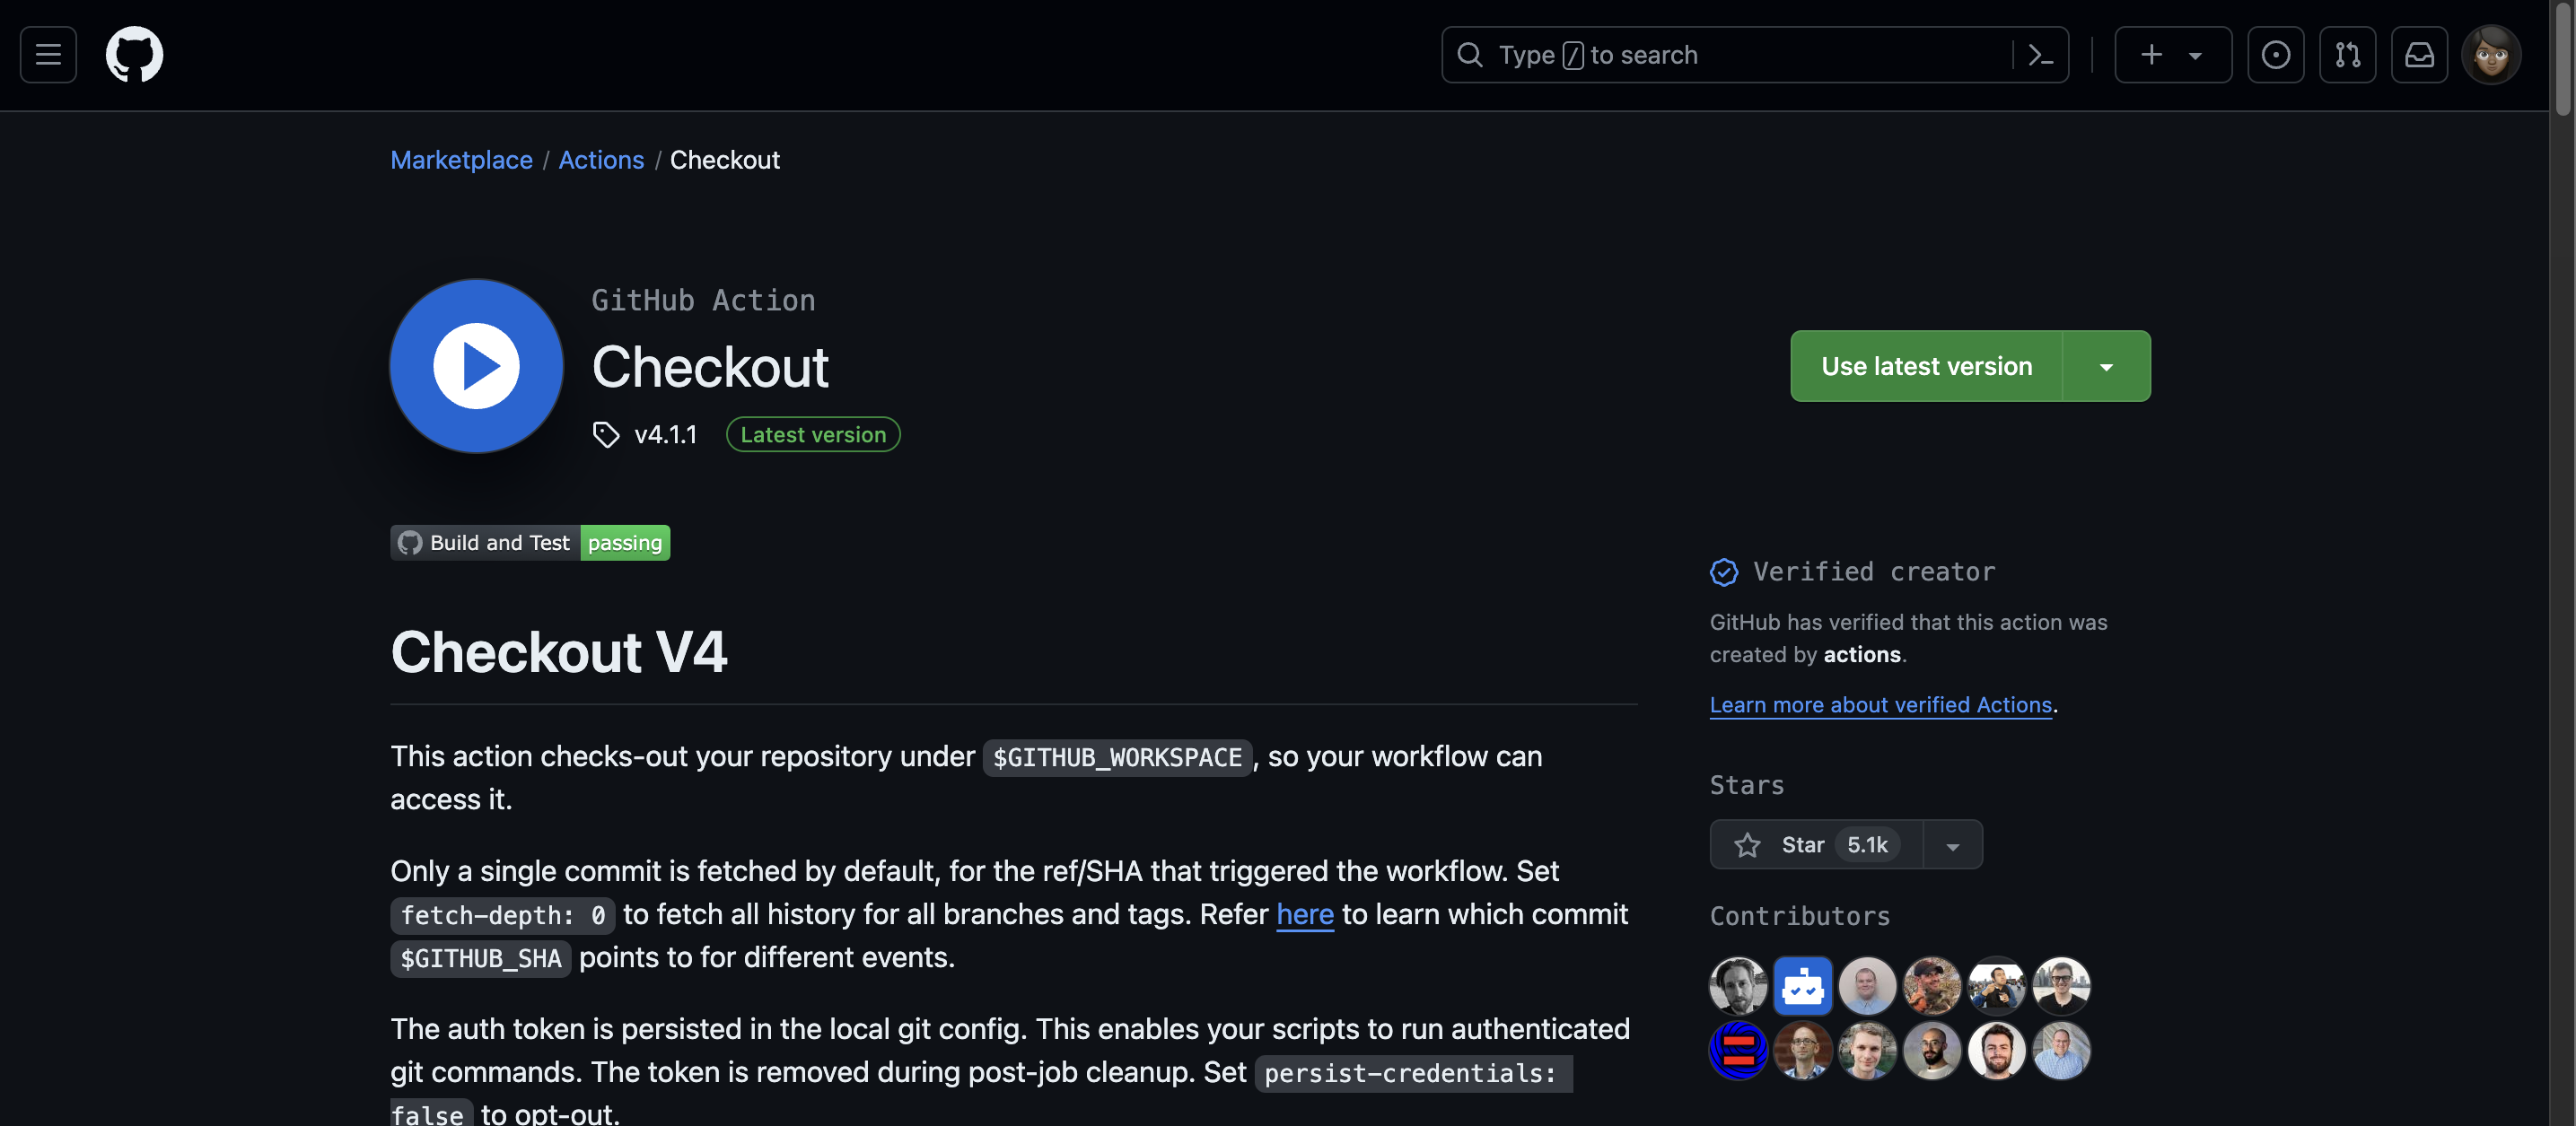 Type / to search
Marketplace / Actions / Checkout
GitHub Action
Checkout
v4.1.1 Latest version
Use latest version
Build and Test passing
Checkout V4
This action checks-out your repository under $GITHUB_WORKSPACE, so your workflow can
access it.
Only a single commit is fetched by default, for the ref/SHA that triggered the workflow. Set
fetch-depth: 0 to fetch all history for all branches and tags. Refer here to learn which commit
$GITHUB_SHA points to for different events.
The auth token is persisted in the local git config. This enables your scripts to run authenticated
git commands. The token is removed during post-job cleanup. Set persist-credentials:
false to opt-out.
Verified creator
GitHub has verified that this action was
created by actions.
Learn more about verified Actions.
Stars
Star 5.1k
Contributors